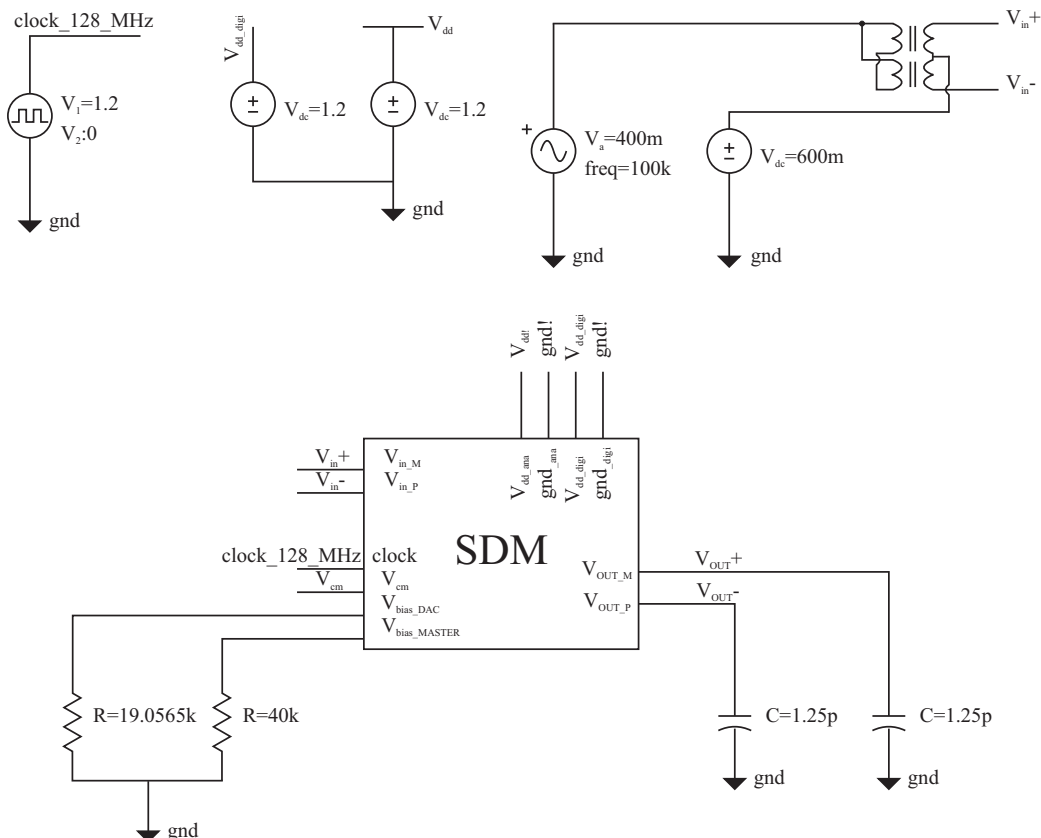 clock_128_MHz
V1=1.2
V2:0
gnd
Vdd_digi
Vdc=1.2
Vdd
Vdc=1.2
gnd
+
Va=400m
freq=100k
gnd
Vdc=600m
gnd
Vin+
Vin-
Vdd!
gnd!
Vdd_digi
gnd!
Vdd_ana
gnd_ana
Vdd_digi
gnd_digi
Vin+
Vin-
Vin_M
Vin_P
SDM
clock_128_MHz
clock
Vcm
Vcm
Vbias_DAC
Vbias_MASTER
VOUT_M
VOUT_P
VOUT+
VOUT-
R=19.0565k
R=40k
gnd
C=1.25p
gnd
C=1.25p
gnd